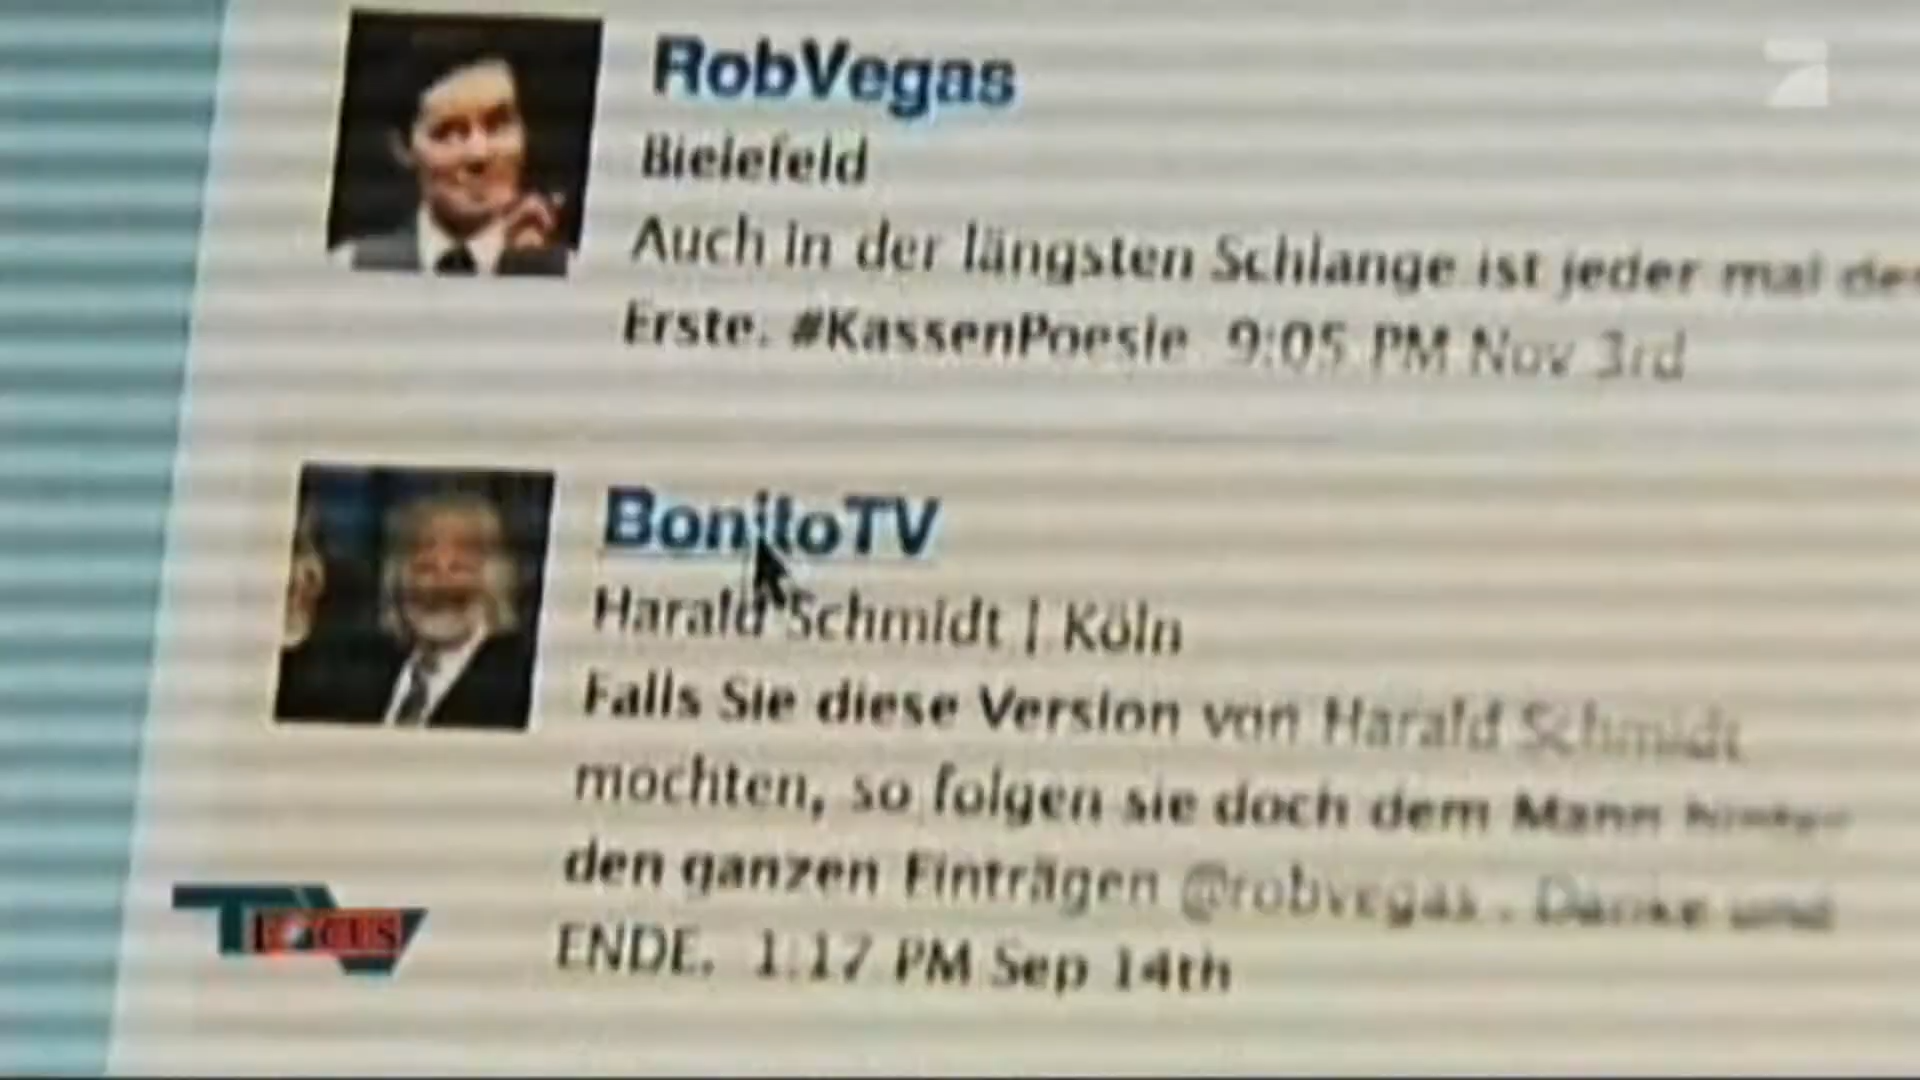 RobVegas
Bielefeld
Auch in der längsten Schlange ist jeder mal der
Erste. #KassenPoesie 9:05 PM Nov 3rd
BonitoTV
Harald Schmidt | Köln
Falls Sie diese Version von Harald Schmidt
mochten, so folgen sie doch dem Mann hinter
den ganzen Einträgen @robvegas . Danke und
ENDE. 1:17 PM Sep 14th
TV
FOCUS
7